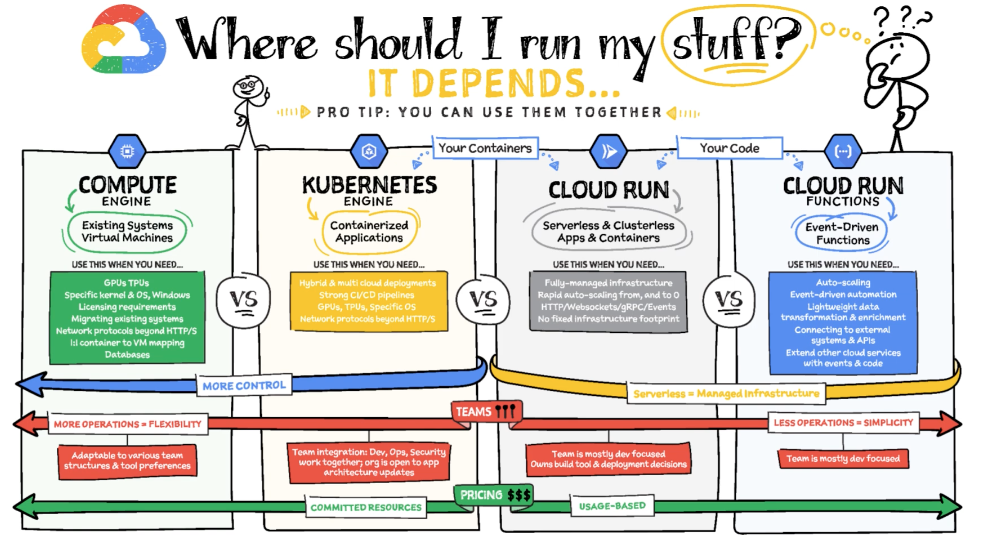 Where should I run my stuff?
? ? ?
IT DEPENDS...
PRO TIP: YOU CAN USE THEM TOGETHER
Your Containers
Your Code
COMPUTE
ENGINE
Existing Systems
Virtual Machines
USE THIS WHEN YOU NEED...
GPUs TPUs
Specific kernel & OS, Windows
Licensing requirements
Migrating existing systems
Network protocols beyond HTTP/S
1:1 container to VM mapping
Databases
VS
KUBERNETES
ENGINE
Containerized
Applications
USE THIS WHEN YOU NEED...
Hybrid & multi cloud deployments
Strong CI/CD pipelines
GPUs, TPUs, Specific OS
Network protocols beyond HTTP/S
VS
CLOUD RUN
Serverless & Clusterless
Apps & Containers
USE THIS WHEN YOU NEED...
Fully-managed infrastructure
Rapid auto-scaling from, and to 0
HTTP/Websockets/gRPC/Events
No fixed infrastructure footprint
VS
CLOUD RUN
FUNCTIONS
Event-Driven
Functions
USE THIS WHEN YOU NEED...
Auto-scaling
Event-driven automation
Lightweight data
transformation & enrichment
Connecting to external
systems & APIs
Extend other cloud services
with events & code
MORE CONTROL
Serverless = Managed Infrastructure
TEAMS
MORE OPERATIONS = FLEXIBILITY
LESS OPERATIONS = SIMPLICITY
Adaptable to various team
structures & tool preferences
Team integration: Dev, Ops, Security
work together; org is open to app
architecture updates
Team is mostly dev focused
Owns build tool & deployment decisions
Team is mostly dev focused
PRICING $$$
COMMITTED RESOURCES
USAGE-BASED